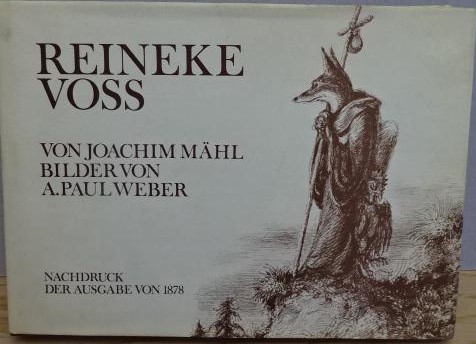 REINEKE
VOSS
VON JOACHIM MÄHL
BILDER VON
A. PAUL WEBER
NACHDRUCK
DER AUSGABE VON 1878